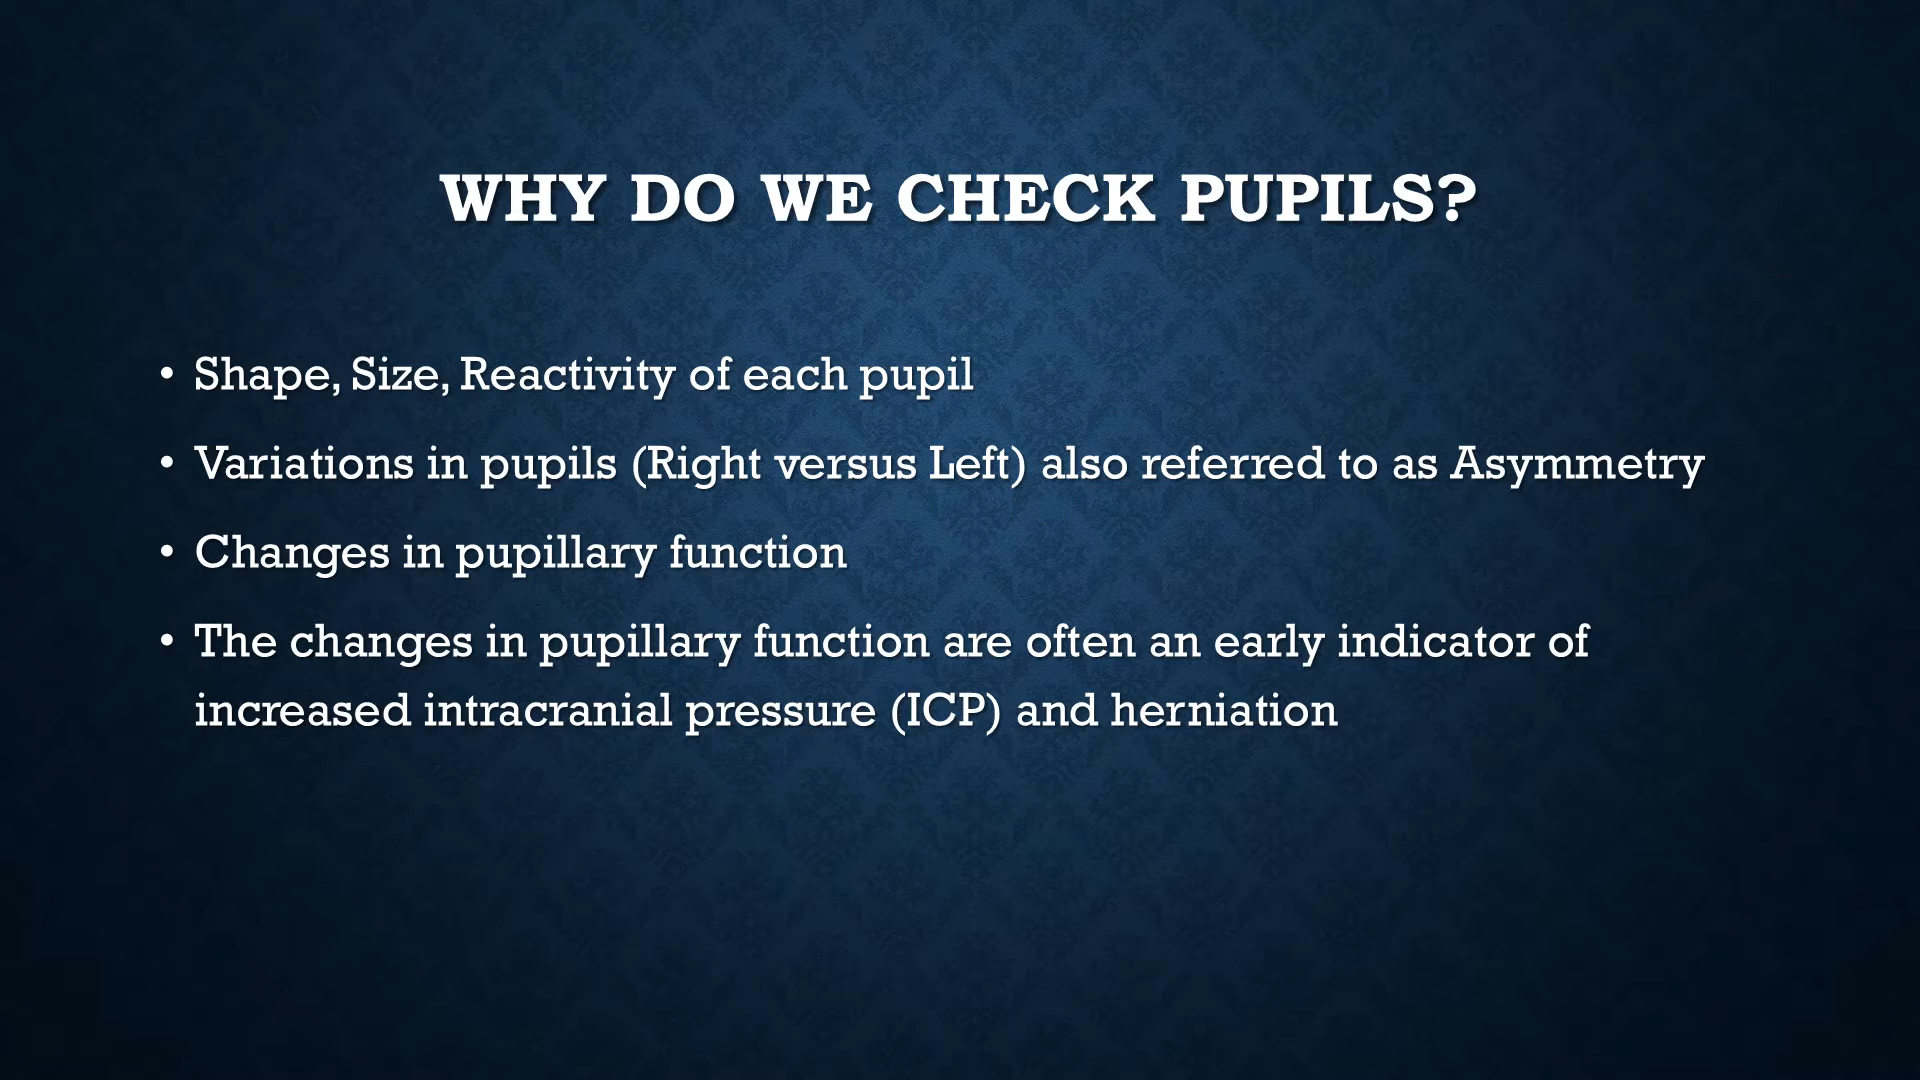 WHY DO WE CHECK PUPILS?
• Shape, Size, Reactivity of each pupil
• Variations in pupils (Right versus Left) also referred to as Asymmetry
• Changes in pupillary function
• The changes in pupillary function are often an early indicator of
increased intracranial pressure (ICP) and herniation